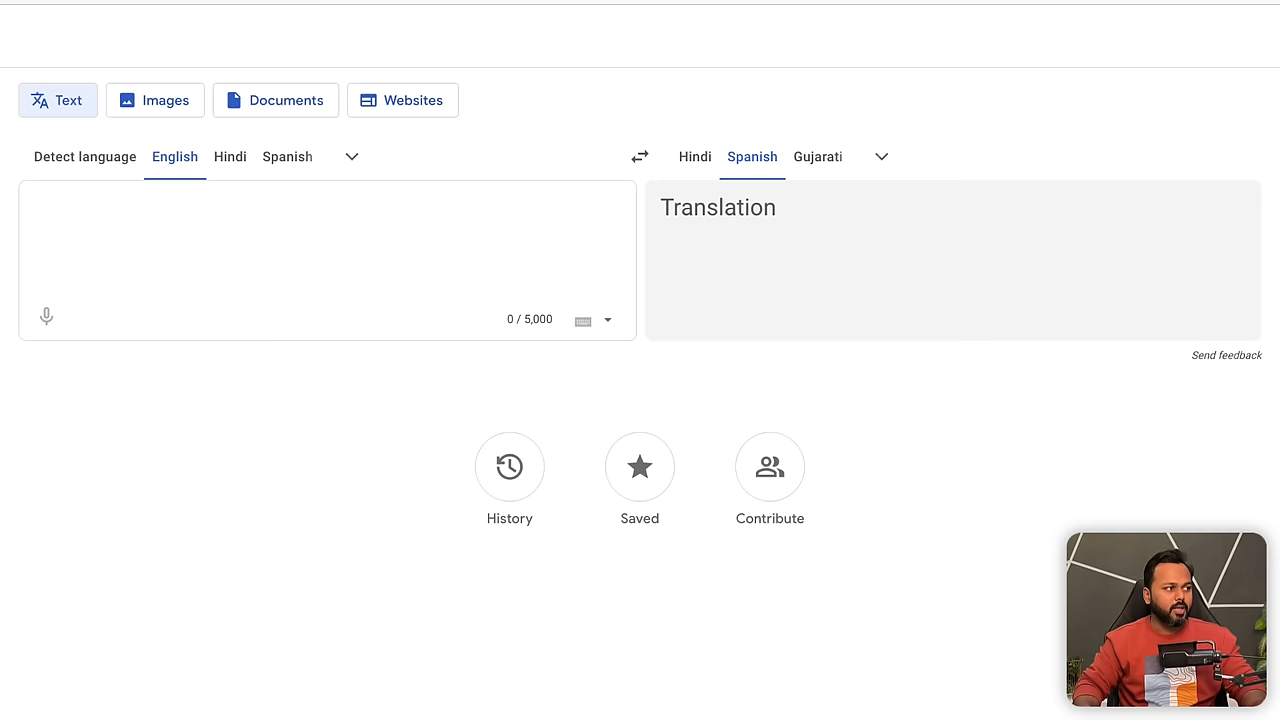 Text Images Documents Websites
Detect language English Hindi Spanish Hindi Spanish Gujarati
Translation
0 / 5,000
Send feedback
History Saved Contribute